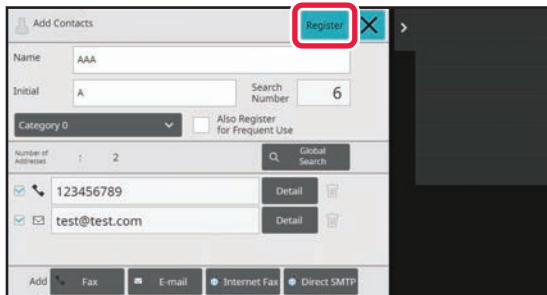 Add Contacts
Register
Name AAA
Initial A Search Number 6
Category 0 Also Register for Frequent Use
Number of Addresses : 2 Global Search
123456789 Detail
test@test.com Detail
Add Fax E-mail Internet Fax Direct SMTP